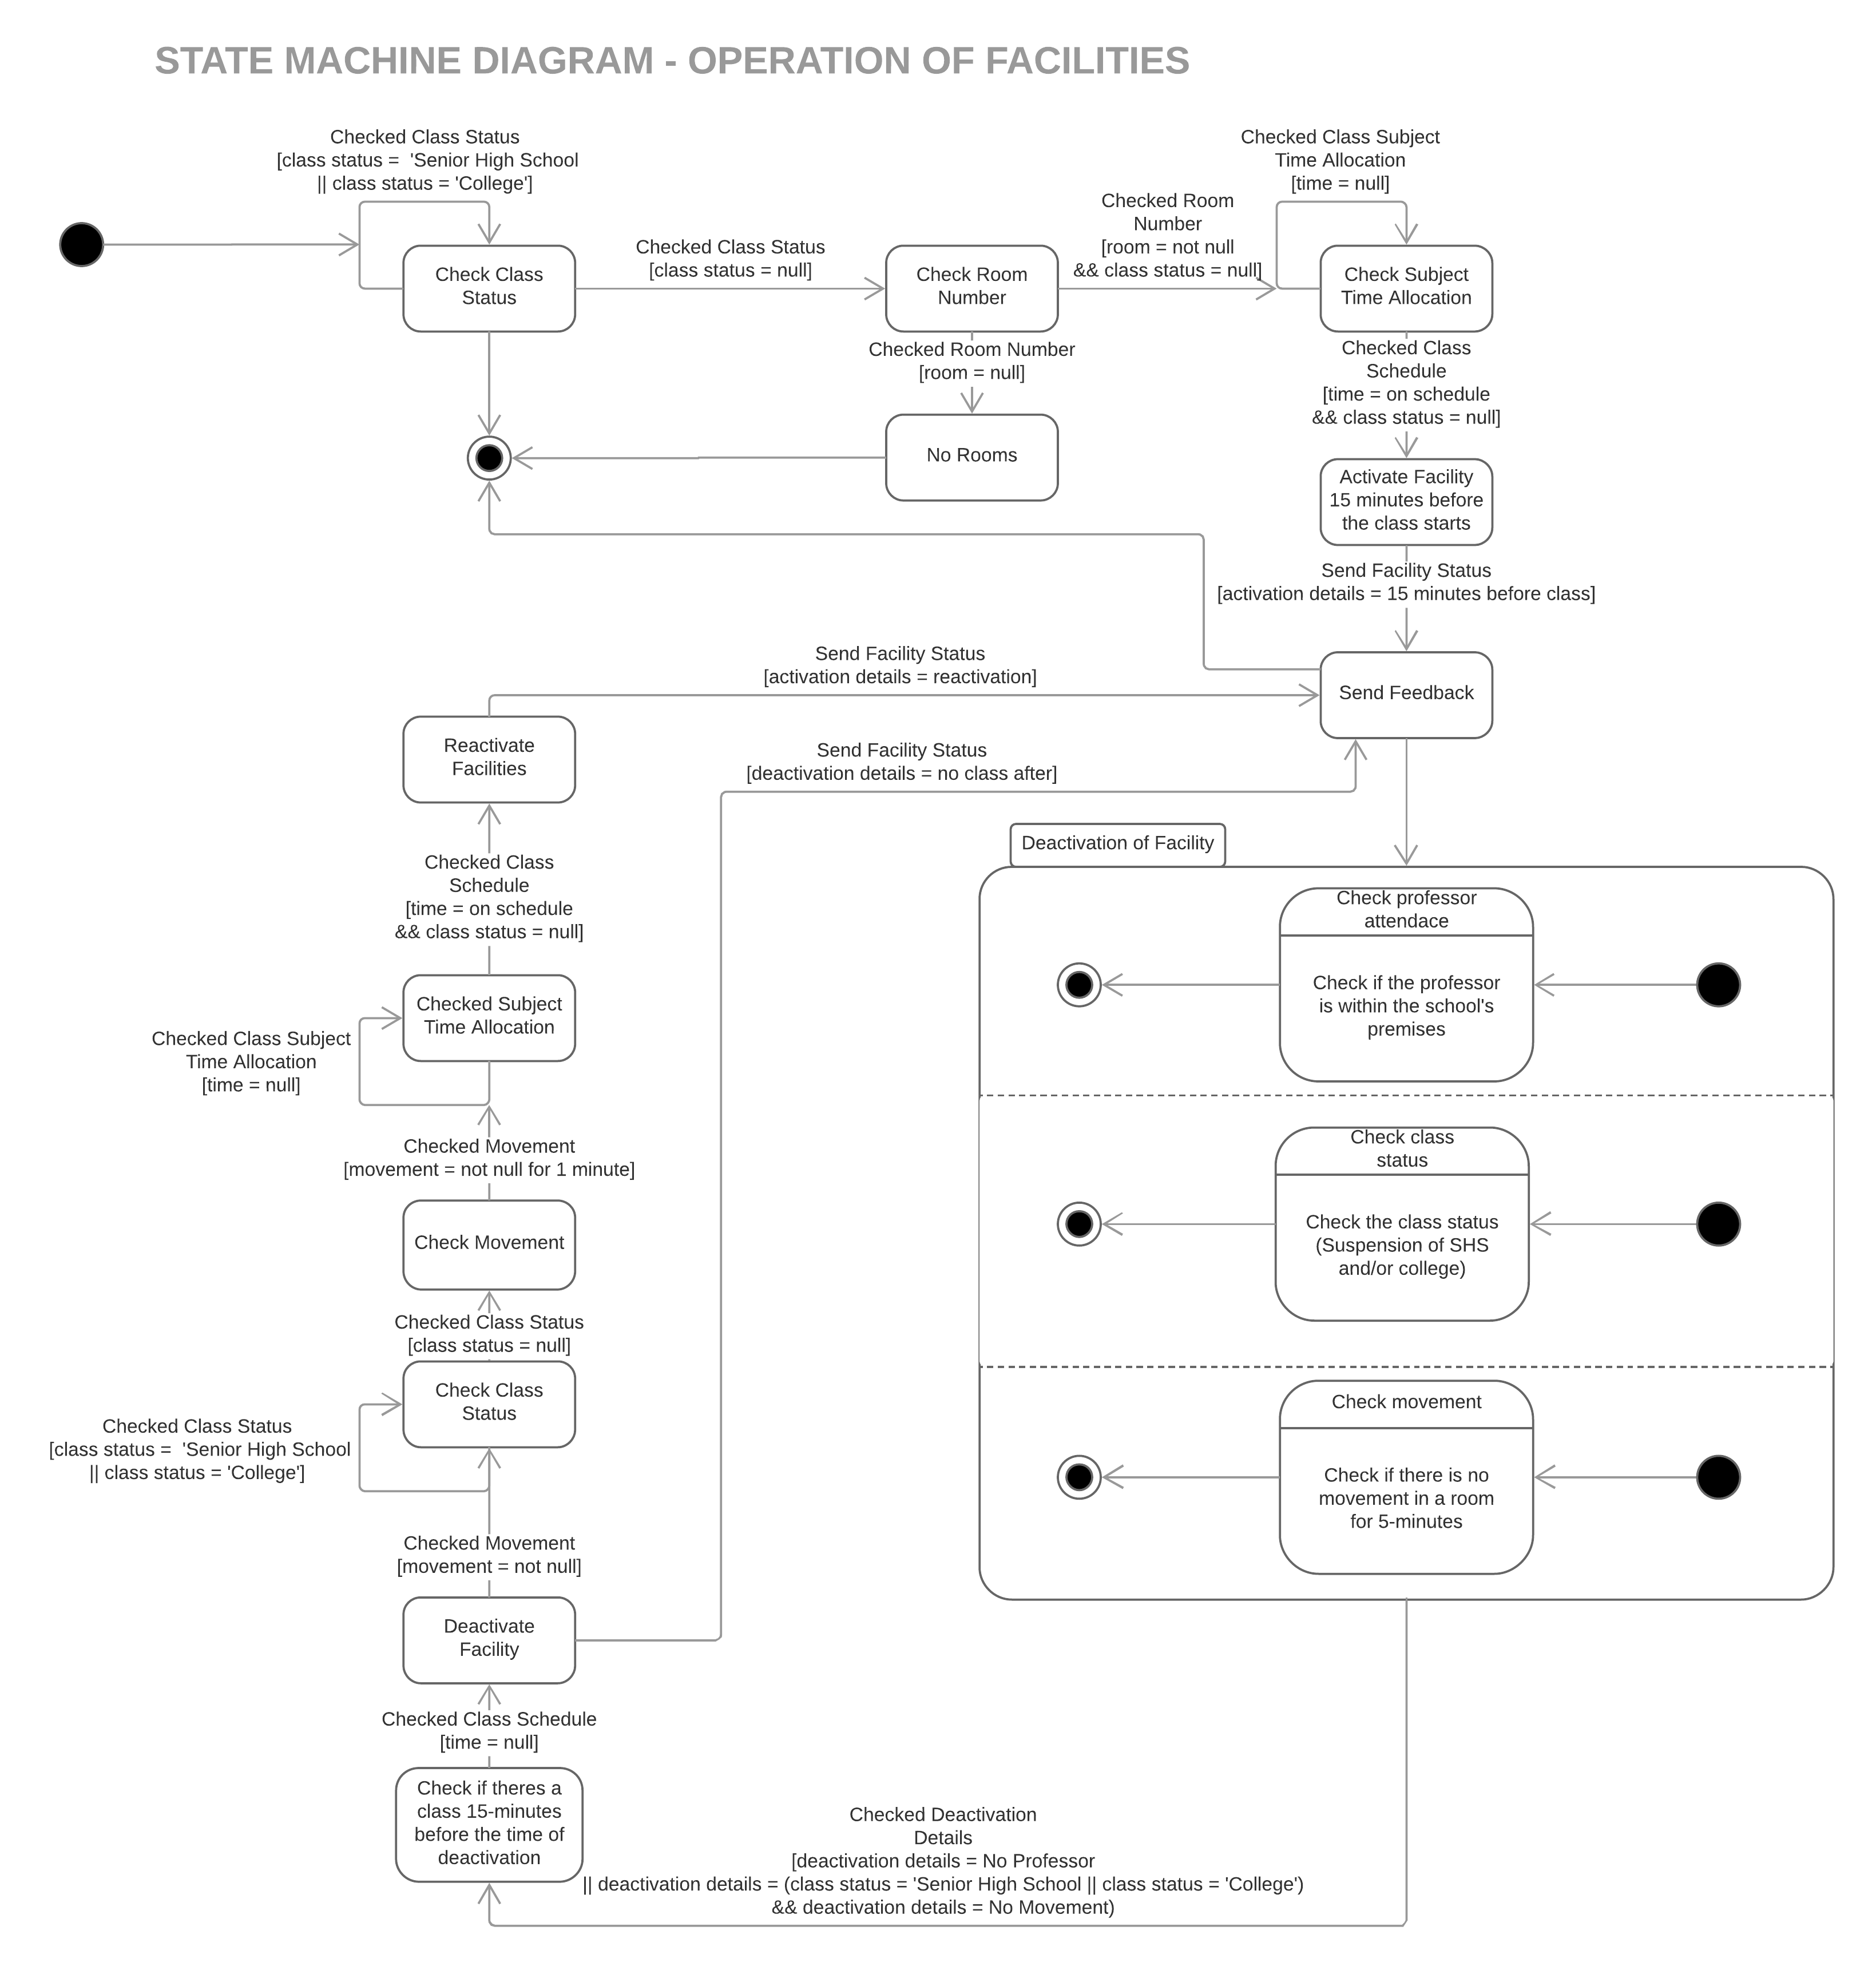 STATE MACHINE DIAGRAM - OPERATION OF FACILITIES
Checked Class Status
[class status =  'Senior High School
|| class status = 'College']
Check Class
Status
Checked Class Status
[class status = null]
Check Room
Number
Checked Room
Number
[room = not null
&& class status = null]
Checked Class Subject
Time Allocation
[time = null]
Check Subject
Time Allocation
Checked Room Number
[room = null]
No Rooms
Checked Class
Schedule
[time = on schedule
&& class status = null]
Activate Facility
15 minutes before
the class starts
Send Facility Status
[activation details = 15 minutes before class]
Send Feedback
Send Facility Status
[activation details = reactivation]
Reactivate
Facilities
Send Facility Status
[deactivation details = no class after]
Checked Class
Schedule
[time = on schedule
&& class status = null]
Checked Subject
Time Allocation
Checked Class Subject
Time Allocation
[time = null]
Checked Movement
[movement = not null for 1 minute]
Check Movement
Checked Class Status
[class status = null]
Check Class
Status
Checked Class Status
[class status =  'Senior High School
|| class status = 'College']
Checked Movement
[movement = not null]
Deactivate
Facility
Checked Class Schedule
[time = null]
Check if theres a
class 15-minutes
before the time of
deactivation
Deactivation of Facility
Check professor
attendace
Check if the professor
is within the school's
premises
Check class
status
Check the class status
(Suspension of SHS
and/or college)
Check movement
Check if there is no
movement in a room
for 5-minutes
Checked Deactivation
Details
[deactivation details = No Professor
|| deactivation details = (class status = 'Senior High School || class status = 'College')
&& deactivation details = No Movement)